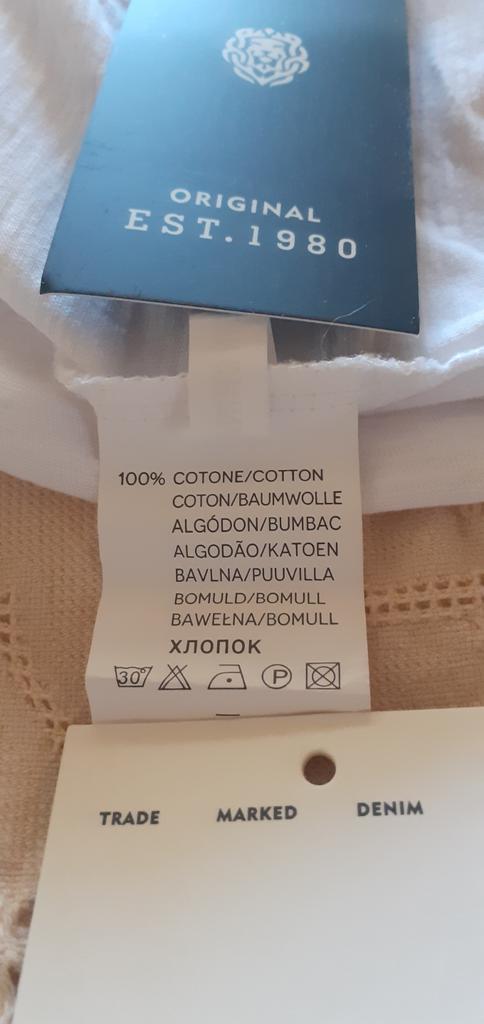 ORIGINAL
EST.1980
100% COTONE/COTTON
COTON/BAUMWOLLE
ALGÓDON/BUMBAC
ALGODÃO/KATOEN
BAVLNA/PUUVILLA
BOMULD/BOMULL
BAWEŁNA/BOMULL
ХЛОПОК
30° P
TRADE MARKED DENIM